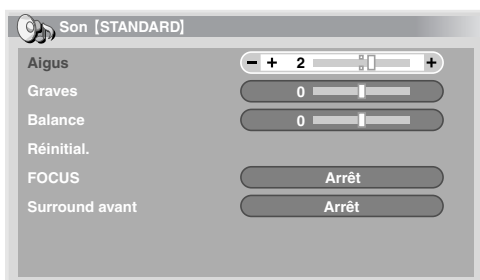 Son [STANDARD]
Aigus - + 2 +
Graves 0
Balance 0
Réinitial.
FOCUS Arrêt
Surround avant Arrêt